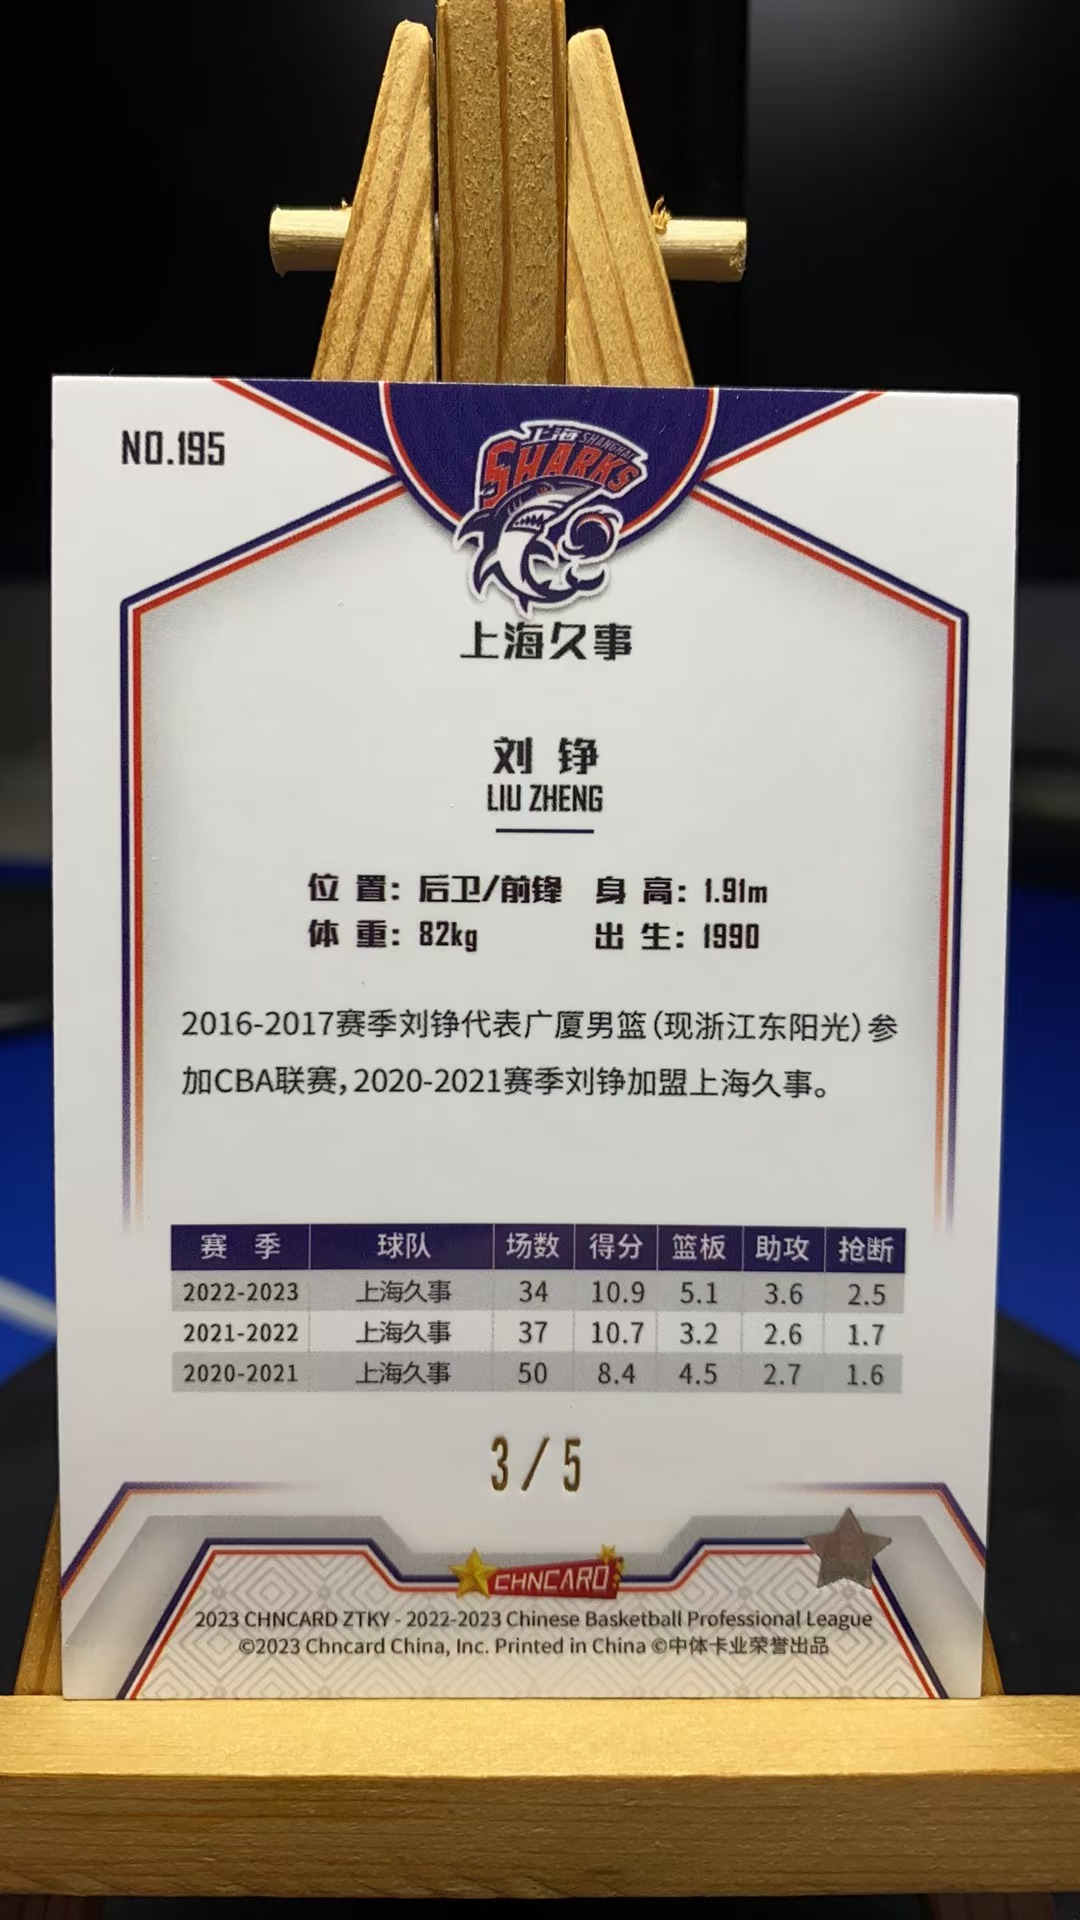 NO.195
上海 SHANGHAI
SHARKS
上海久事
刘 铮
LIU ZHENG
位 置：后卫/前锋 身 高：1.91m
体 重：82kg 出 生：1990
2016-2017赛季刘铮代表广厦男篮（现浙江东阳光）参
加CBA联赛，2020-2021赛季刘铮加盟上海久事。
赛 季 球队 场数 得分 篮板 助攻 抢断
2022-2023 上海久事 34 10.9 5.1 3.6 2.5
2021-2022 上海久事 37 10.7 3.2 2.6 1.7
2020-2021 上海久事 50 8.4 4.5 2.7 1.6
3/5
CHNCARD
2023 CHNCARD ZTKY - 2022-2023 Chinese Basketball Professional League
©2023 Chncard China, Inc. Printed in China ©中体卡业荣誉出品